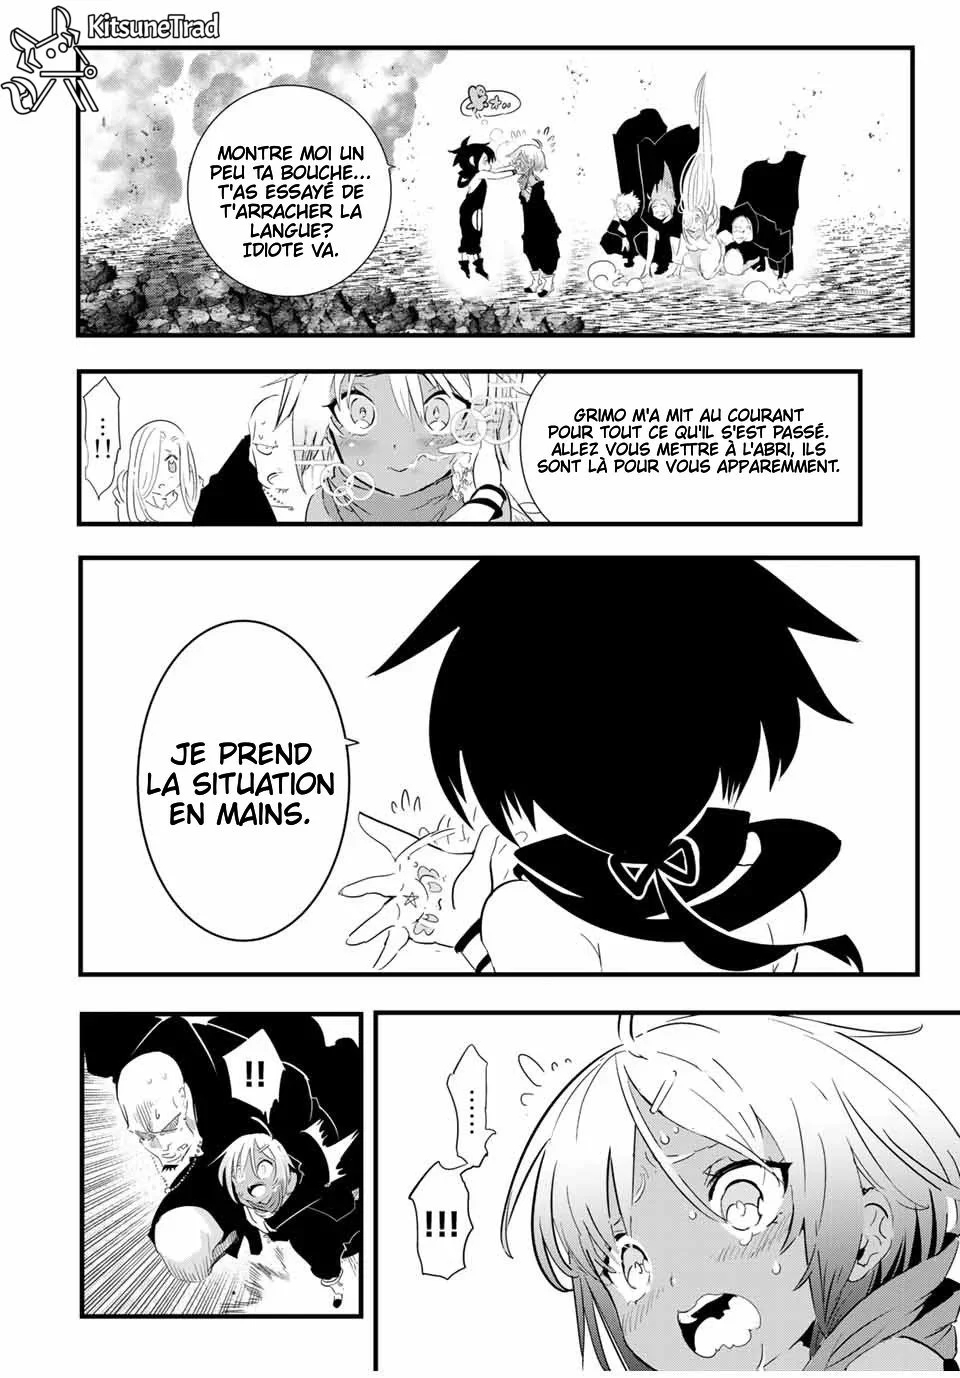 KitsuneTrad
MONTRE MOI UN
PEU TA BOUCHE...
T'AS ESSAYÉ DE
T'ARRACHER LA
LANGUE?
IDIOTE VA.
...!!
GRIMO M'A MIT AU COURANT
POUR TOUT CE QU'IL S'EST PASSÉ.
ALLEZ VOUS METTRE À L'ABRI, ILS
SONT LÀ POUR VOUS APPAREMMENT.
JE PREND
LA SITUATION
EN MAINS.
!!
......
!!!